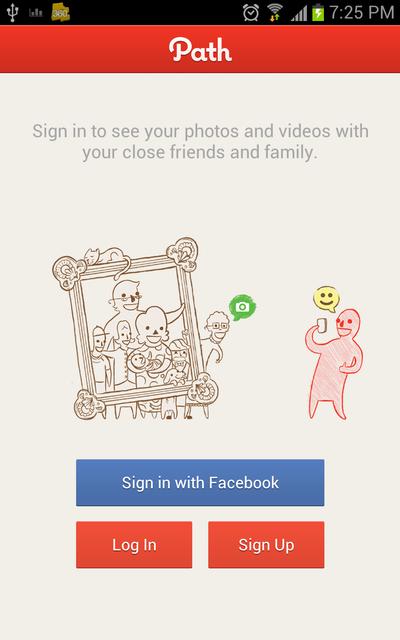 360
7:25 PM
Path
Sign in to see your photos and videos with
your close friends and family.
Sign in with Facebook
Log In
Sign Up